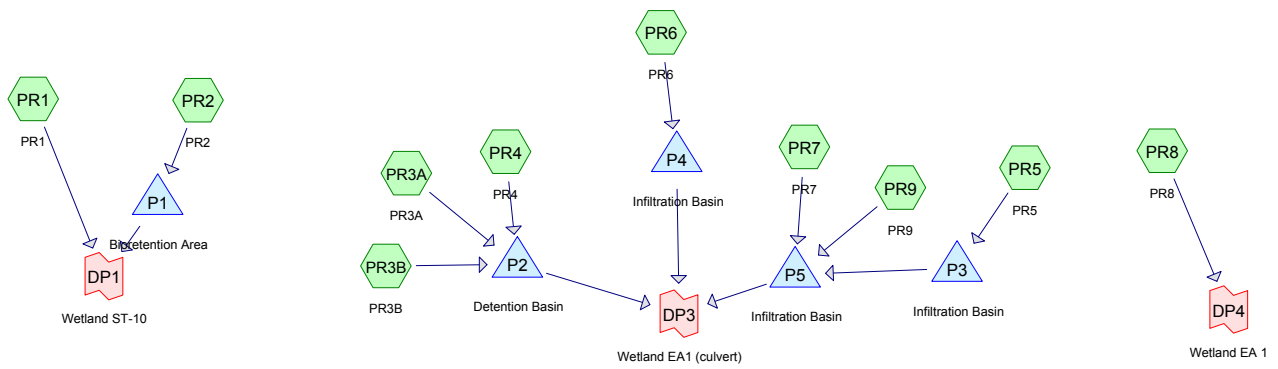 PR1
PR1
PR2
PR2
P1
Bioretention Area
DP1
Wetland ST-10
PR3A
PR3A
PR4
PR4
PR3B
PR3B
P2
Detention Basin
PR6
PR6
P4
Infiltration Basin
DP3
Wetland EA1 (culvert)
PR7
PR7
PR9
PR9
PR5
PR5
P5
Infiltration Basin
P3
Infiltration Basin
PR8
PR8
DP4
Wetland EA 1